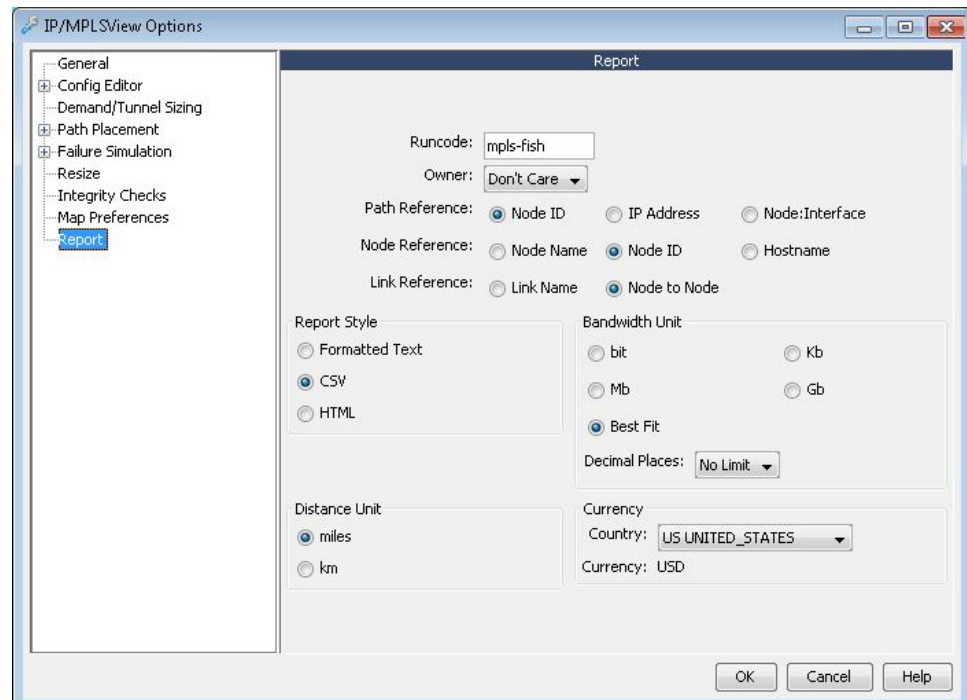 IP/MPLSView Options
General
Config Editor
Demand/Tunnel Sizing
Path Placement
Failure Simulation
Resize
Integrity Checks
Map Preferences
Report
Report
Runcode: mpls-fish
Owner: Don't Care
Path Reference: Node ID IP Address Node:Interface
Node Reference: Node Name Node ID Hostname
Link Reference: Link Name Node to Node
Report Style
Formatted Text
CSV
HTML
Bandwidth Unit
bit Kb
Mb Gb
Best Fit
Decimal Places: No Limit
Distance Unit
miles
km
Currency
Country: US UNITED_STATES
Currency: USD
OK Cancel Help